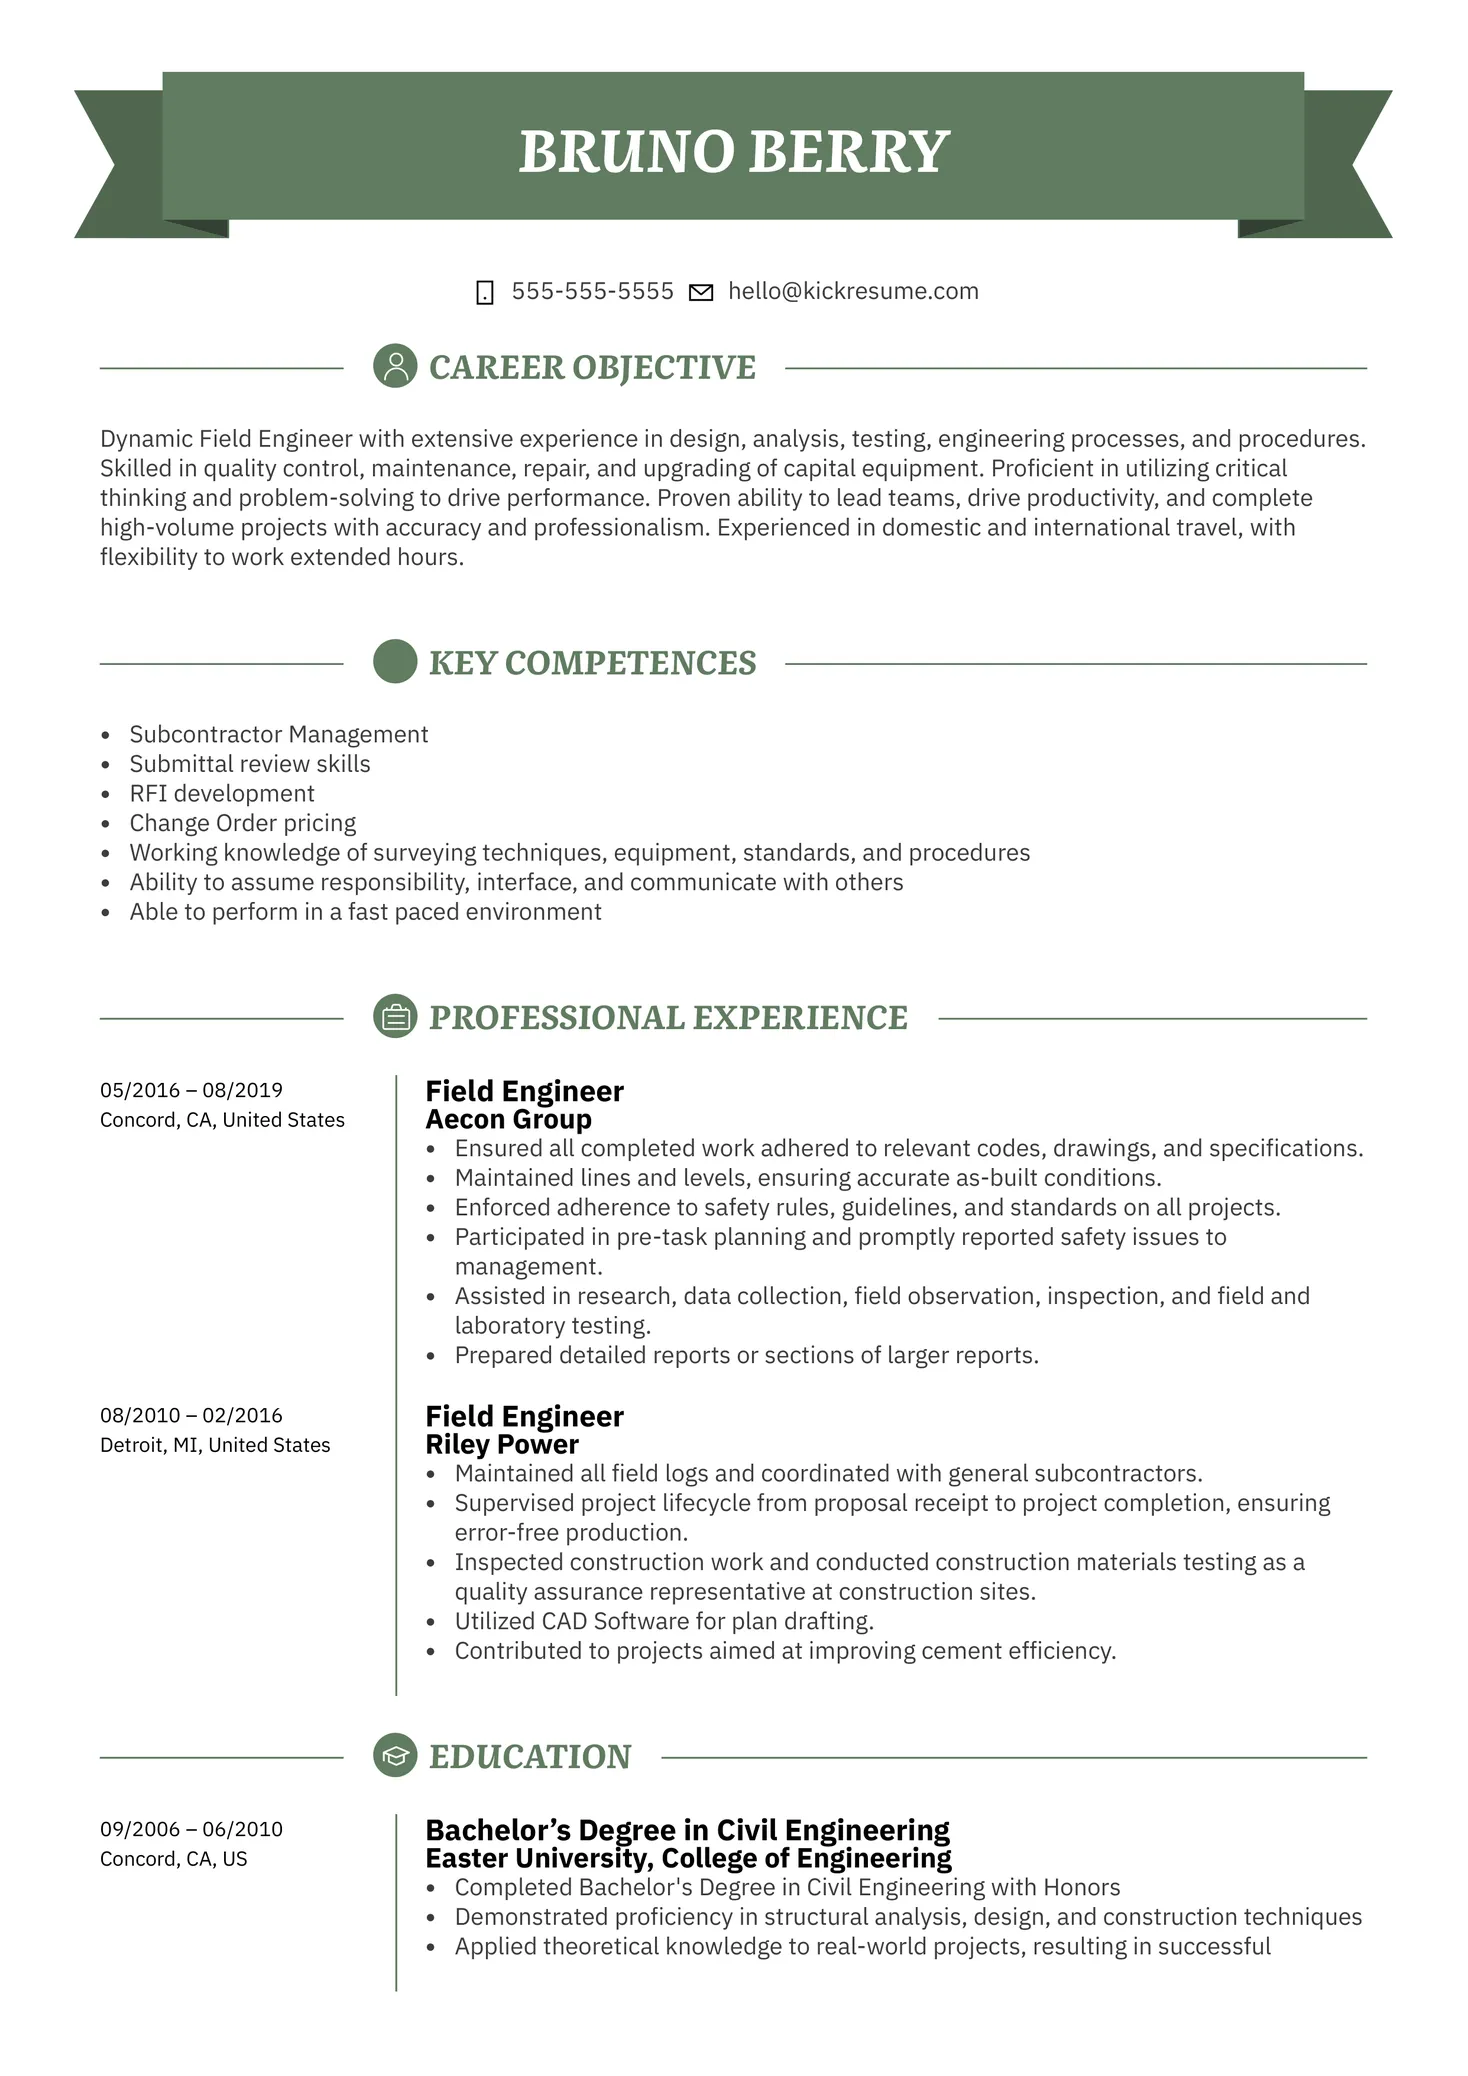 BRUNO BERRY
555-555-5555 hello@kickresume.com
CAREER OBJECTIVE
Dynamic Field Engineer with extensive experience in design, analysis, testing, engineering processes, and procedures.
Skilled in quality control, maintenance, repair, and upgrading of capital equipment. Proficient in utilizing critical
thinking and problem-solving to drive performance. Proven ability to lead teams, drive productivity, and complete
high-volume projects with accuracy and professionalism. Experienced in domestic and international travel, with
flexibility to work extended hours.
KEY COMPETENCES
• Subcontractor Management
• Submittal review skills
• RFI development
• Change Order pricing
• Working knowledge of surveying techniques, equipment, standards, and procedures
• Ability to assume responsibility, interface, and communicate with others
• Able to perform in a fast paced environment
PROFESSIONAL EXPERIENCE
05/2016 – 08/2019
Concord, CA, United States
Field Engineer
Aecon Group
• Ensured all completed work adhered to relevant codes, drawings, and specifications.
• Maintained lines and levels, ensuring accurate as-built conditions.
• Enforced adherence to safety rules, guidelines, and standards on all projects.
• Participated in pre-task planning and promptly reported safety issues to
management.
• Assisted in research, data collection, field observation, inspection, and field and
laboratory testing.
• Prepared detailed reports or sections of larger reports.
08/2010 – 02/2016
Detroit, MI, United States
Field Engineer
Riley Power
• Maintained all field logs and coordinated with general subcontractors.
• Supervised project lifecycle from proposal receipt to project completion, ensuring
error-free production.
• Inspected construction work and conducted construction materials testing as a
quality assurance representative at construction sites.
• Utilized CAD Software for plan drafting.
• Contributed to projects aimed at improving cement efficiency.
EDUCATION
09/2006 – 06/2010
Concord, CA, US
Bachelor’s Degree in Civil Engineering
Easter University, College of Engineering
• Completed Bachelor's Degree in Civil Engineering with Honors
• Demonstrated proficiency in structural analysis, design, and construction techniques
• Applied theoretical knowledge to real-world projects, resulting in successful